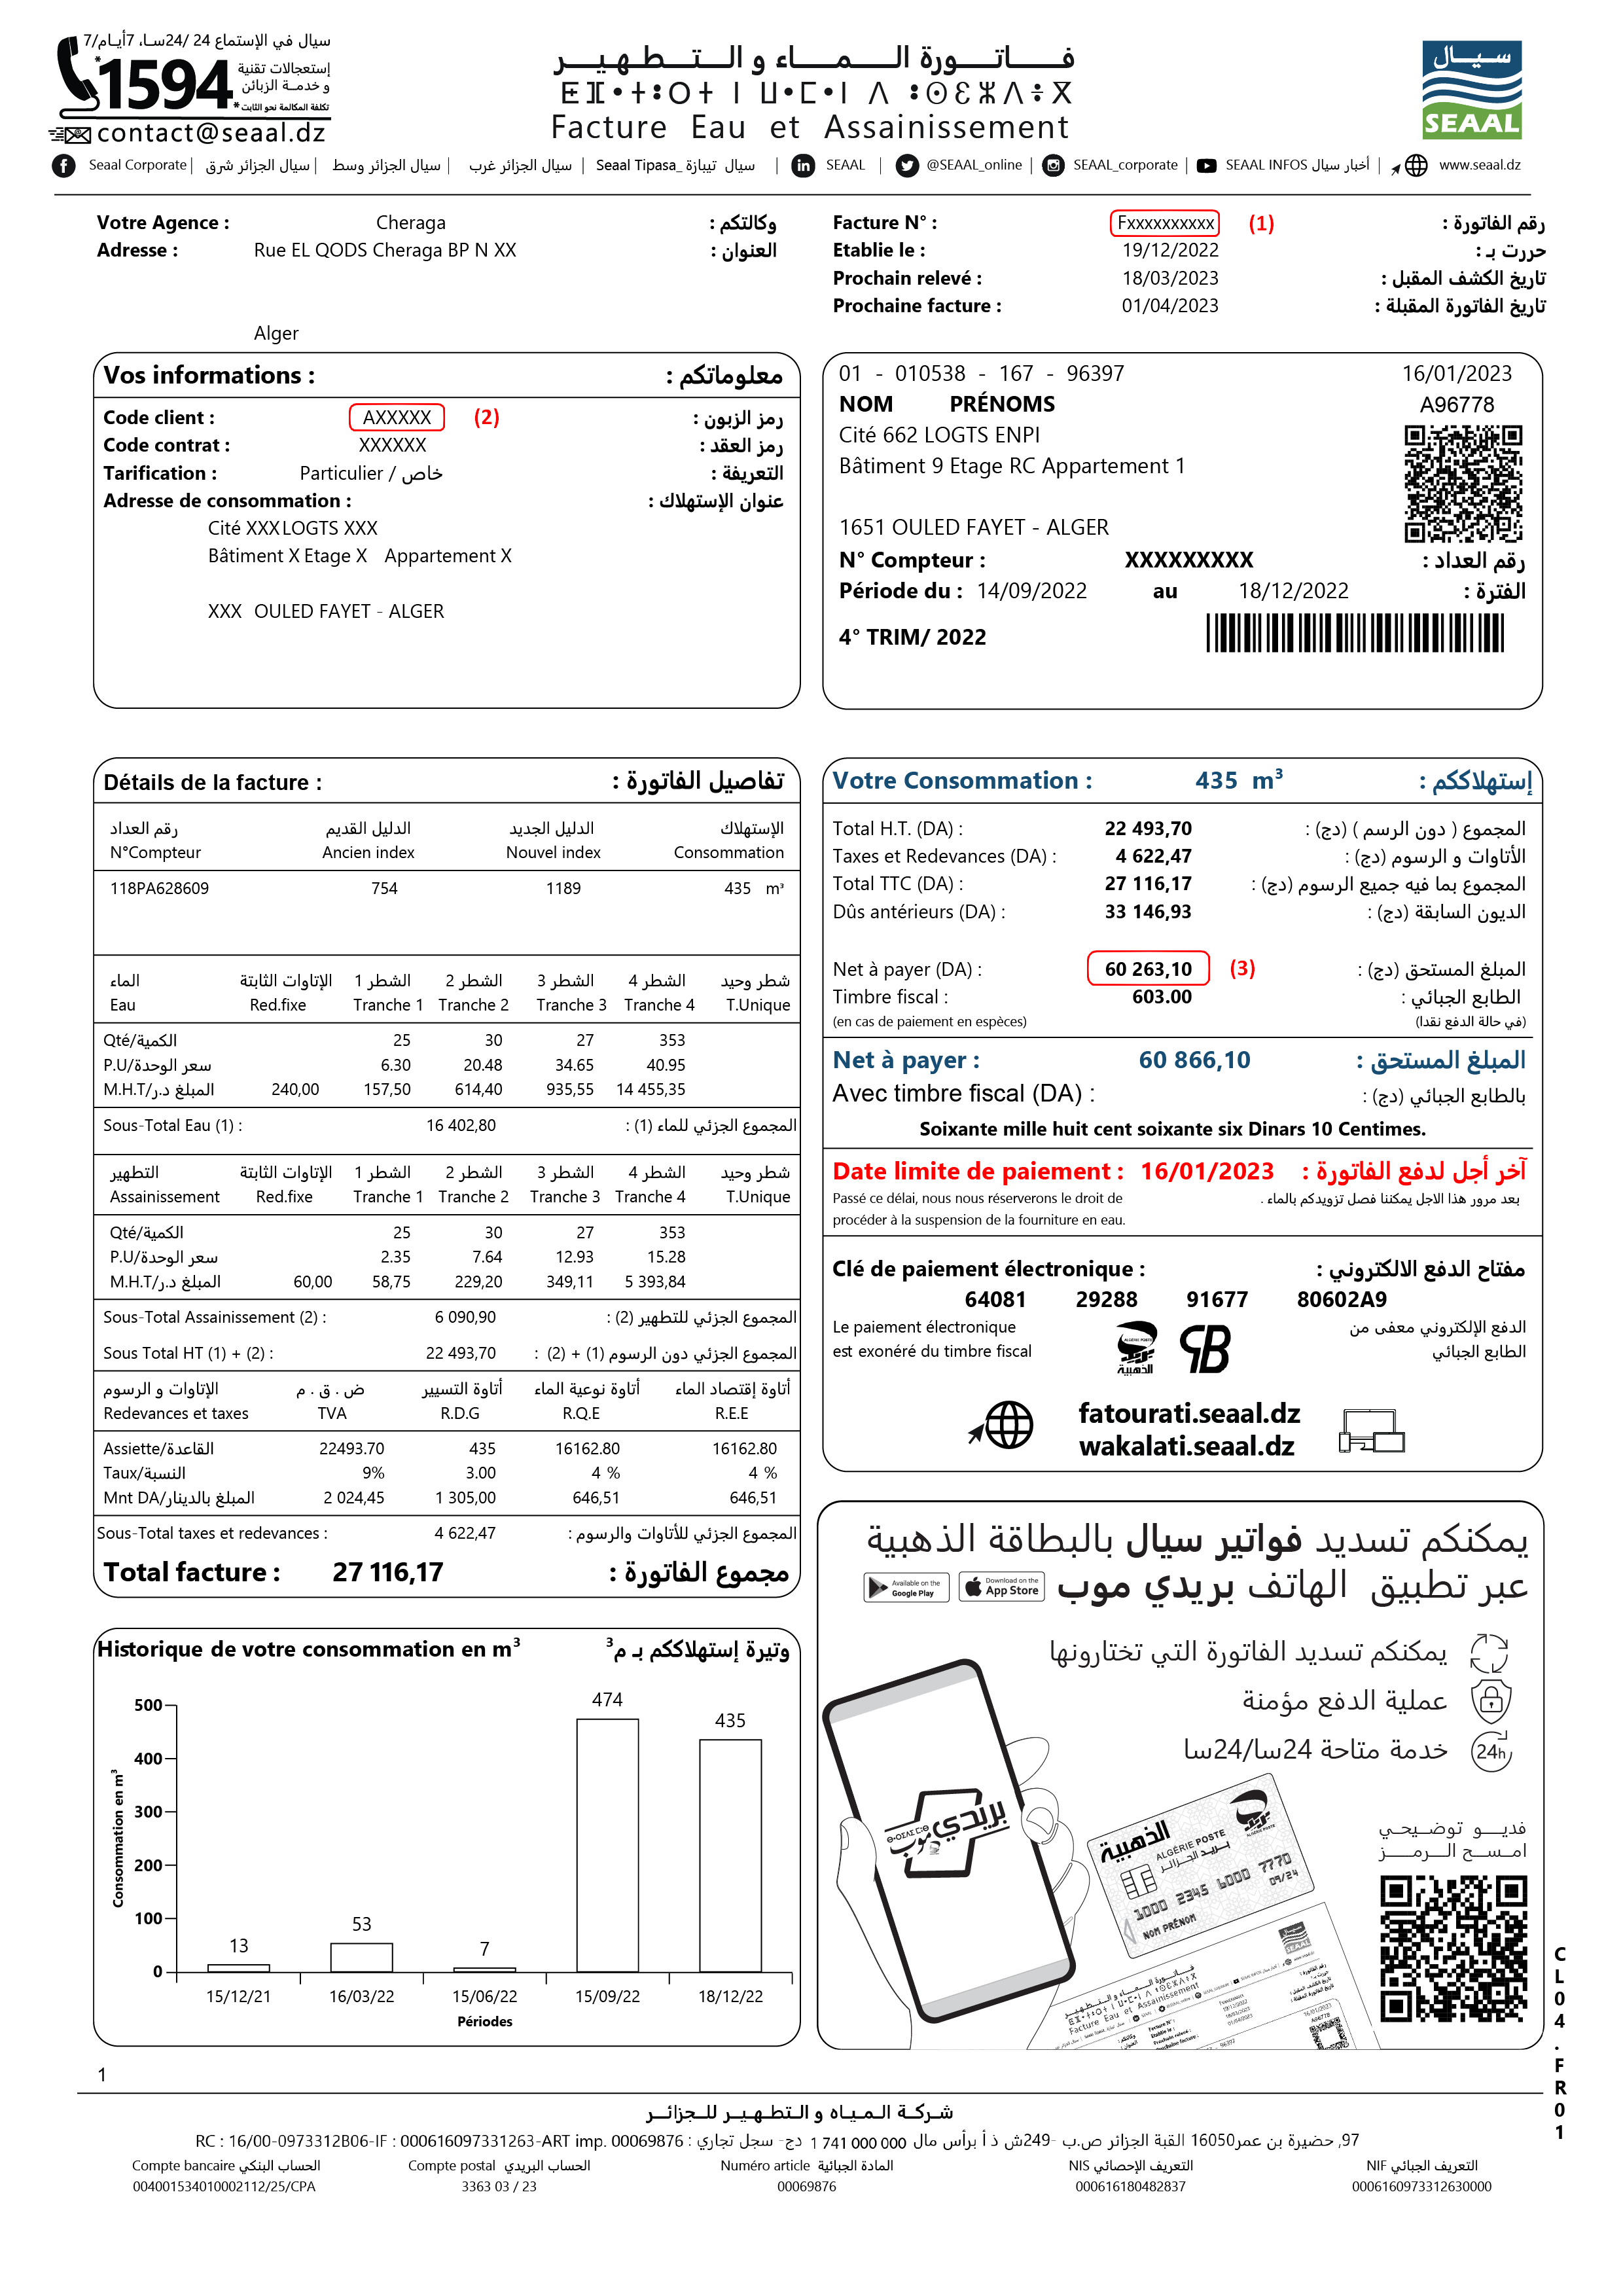 سيال في الإستماع 24 /24سـا، 7أيـام/7
*1594
إستعجالات تقنية
و خدمــة الزبائن
*تكلفة المكالمة نحو الثابت
contact@seaal.dz
فــــاتــــورة الــــمــــاء و الــــتــــطــهــيــــر
ⴹⴼ•ⵜ:ⵔⵜ ⵏ ⵡ•ⵎ•ⵏ ⴷ :ⵙⵉⵣⴷ÷ⴳ
Facture Eau et Assainissement
سـيــال
SEAAL
Seaal Corporate | سيال الجزائر شرق | سيال الجزائر وسط | سيال الجزائر غرب | Seaal Tipasa_ سيال تيبازة | SEAAL | @SEAAL_online | SEAAL_corporate | SEAAL INFOS أخبار سيال | www.seaal.dz
Votre Agence : Cheraga وكالتكم :
Adresse : Rue EL QODS Cheraga BP N XX العنوان :
Alger
Facture N° : Fxxxxxxxxxx (1) رقم الفاتورة :
Etablie le : 19/12/2022 حررت بـ :
Prochain relevé : 18/03/2023 تاريخ الكشف المقبل :
Prochaine facture : 01/04/2023 تاريخ الفاتورة المقبلة :
Vos informations : معلوماتكم :
Code client : AXXXXX (2) رمز الزبون :
Code contrat : XXXXXX رمز العقد :
Tarification : Particulier / خاص التعريفة :
Adresse de consommation : عنوان الإستهلاك :
Cité XXX LOGTS XXX
Bâtiment X Etage X Appartement X
XXX OULED FAYET - ALGER
01 - 010538 - 167 - 96397 16/01/2023
NOM PRÉNOMS A96778
Cité 662 LOGTS ENPI
Bâtiment 9 Etage RC Appartement 1
1651 OULED FAYET - ALGER
N° Compteur : XXXXXXXXX رقم العداد :
Période du : 14/09/2022 au 18/12/2022 الفترة :
4° TRIM/ 2022
Détails de la facture : تفاصيل الفاتورة :
رقم العداد الدليل القديم الدليل الجديد الإستهلاك
N°Compteur Ancien index Nouvel index Consommation
118PA628609 754 1189 435 m³
الماء الإتاوات الثابتة الشطر 1 الشطر 2 الشطر 3 الشطر 4 شطر وحيد
Eau Red.fixe Tranche 1 Tranche 2 Tranche 3 Tranche 4 T.Unique
Qté/الكمية 25 30 27 353
P.U/سعر الوحدة 6.30 20.48 34.65 40.95
M.H.T/المبلغ د.ر 240,00 157,50 614,40 935,55 14 455,35
Sous-Total Eau (1) : 16 402,80 المجموع الجزئي للماء (1) :
التطهير الإتاوات الثابتة الشطر 1 الشطر 2 الشطر 3 الشطر 4 شطر وحيد
Assainissement Red.fixe Tranche 1 Tranche 2 Tranche 3 Tranche 4 T.Unique
Qté/الكمية 25 30 27 353
P.U/سعر الوحدة 2.35 7.64 12.93 15.28
M.H.T/المبلغ د.ر 60,00 58,75 229,20 349,11 5 393,84
Sous-Total Assainissement (2) : 6 090,90 المجموع الجزئي للتطهير (2) :
Sous Total HT (1) + (2) : 22 493,70 المجموع الجزئي دون الرسوم (1) + (2) :
الإتاوات و الرسوم ض . ق . م أتاوة التسيير أتاوة نوعية الماء أتاوة إقتصاد الماء
Redevances et taxes TVA R.D.G R.Q.E R.E.E
Assiette/القاعدة 22493.70 435 16162.80 16162.80
Taux/النسبة 9% 3.00 4 % 4 %
Mnt DA/المبلغ بالدينار 2 024,45 1 305,00 646,51 646,51
Sous-Total taxes et redevances : 4 622,47 المجموع الجزئي للأتاوات والرسوم :
Total facture : 27 116,17 مجموع الفاتورة :
Votre Consommation : 435 m³ إستهلاككم :
Total H.T. (DA) : 22 493,70 المجموع ( دون الرسم ) (دج) :
Taxes et Redevances (DA) : 4 622,47 الأتاوات و الرسوم (دج) :
Total TTC (DA) : 27 116,17 المجموع بما فيه جميع الرسوم (دج) :
Dûs antérieurs (DA) : 33 146,93 الديون السابقة (دج) :
Net à payer (DA) : 60 263,10 (3) المبلغ المستحق (دج) :
Timbre fiscal : 603.00 الطابع الجبائي :
(en cas de paiement en espèces) (في حالة الدفع نقدا)
Net à payer : 60 866,10 المبلغ المستحق :
Avec timbre fiscal (DA) : بالطابع الجبائي (دج) :
Soixante mille huit cent soixante six Dinars 10 Centimes.
Date limite de paiement : 16/01/2023 آخر أجل لدفع الفاتورة :
Passé ce délai, nous nous réserverons le droit de بعد مرور هذا الاجل يمكننا فصل تزويدكم بالماء .
procéder à la suspension de la fourniture en eau.
Clé de paiement électronique : مفتاح الدفع الالكتروني :
64081 29288 91677 80602A9
Le paiement électronique الدفع الإلكتروني معفى من
est exonéré du timbre fiscal الطابع الجبائي
ALGÉRIE POSTE
الذهبية
fatourati.seaal.dz
wakalati.seaal.dz
يمكنكم تسديد فواتير سيال بالبطاقة الذهبية
عبر تطبيق الهاتف بريدي موب
Available on the Google Play
Download on the App Store
يمكنكم تسديد الفاتورة التي تختارونها
عملية الدفع مؤمنة
خدمة متاحة 24سا/24سا
24h
بريدي موب
الذهبية
ALGÉRIE POSTE
بريد الجزائر
1000 2345 6000 7770
09/24
NOM PRÉNOM
فديــو توضـيحـي
امــســح الــرمــــز
فــاتــورة الــمــاء و الــتــطــهــيــر
Facture Eau et Assainissement
SEAAL
Historique de votre consommation en m³ وتيرة إستهلاككم بـ م³
Consommation en m³
500
400
300
200
100
0
13 53 7 474 435
15/12/21 16/03/22 15/06/22 15/09/22 18/12/22
Périodes
CL04.FR01
1
شــركــة الـمـيـاه و الـتـطـهـيـر للـجزائــر
97, حضيرة بن عمر16050 القبة الجزائر ص.ب -249ش ذ أ برأس مال 1 741 000 000 دج- سجل تجاري : RC : 16/00-0973312B06-IF : 000616097331263-ART imp. 00069876
Compte bancaire الحساب البنكي Compte postal الحساب البريدي Numéro article المادة الجبائية NIS التعريف الإحصائي NIF التعريف الجبائي
004001534010002112/25/CPA 3363 03 / 23 00069876 000616180482837 0006160973312630000